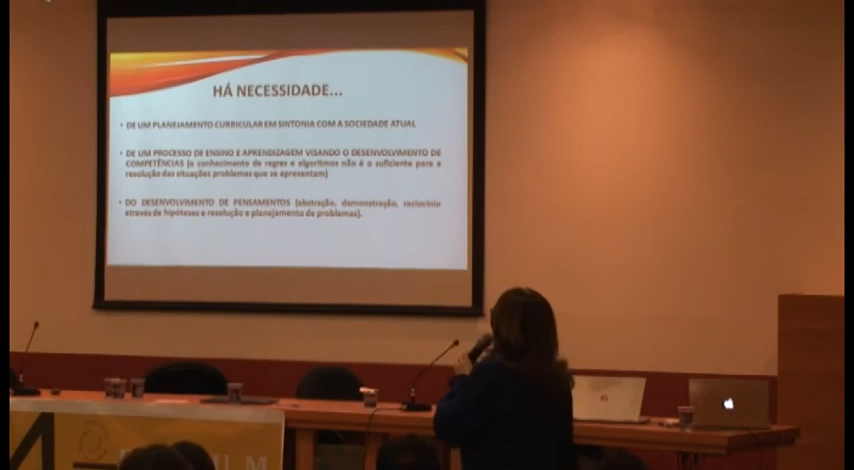 HÁ NECESSIDADE...
• DE UM PLANEJAMENTO CURRICULAR EM SINTONIA COM A SOCIEDADE ATUAL
• DE UM PROCESSO DE ENSINO E APRENDIZAGEM VISANDO O DESENVOLVIMENTO DE
COMPETÊNCIAS (o conhecimento de regras e algoritmos não é o suficiente para a
resolução das situações problemas que se apresentam)
• DO DESENVOLVIMENTO DE PENSAMENTOS (abstração, demonstração, raciocínio
através de hipóteses e resolução e planejamento de problemas).